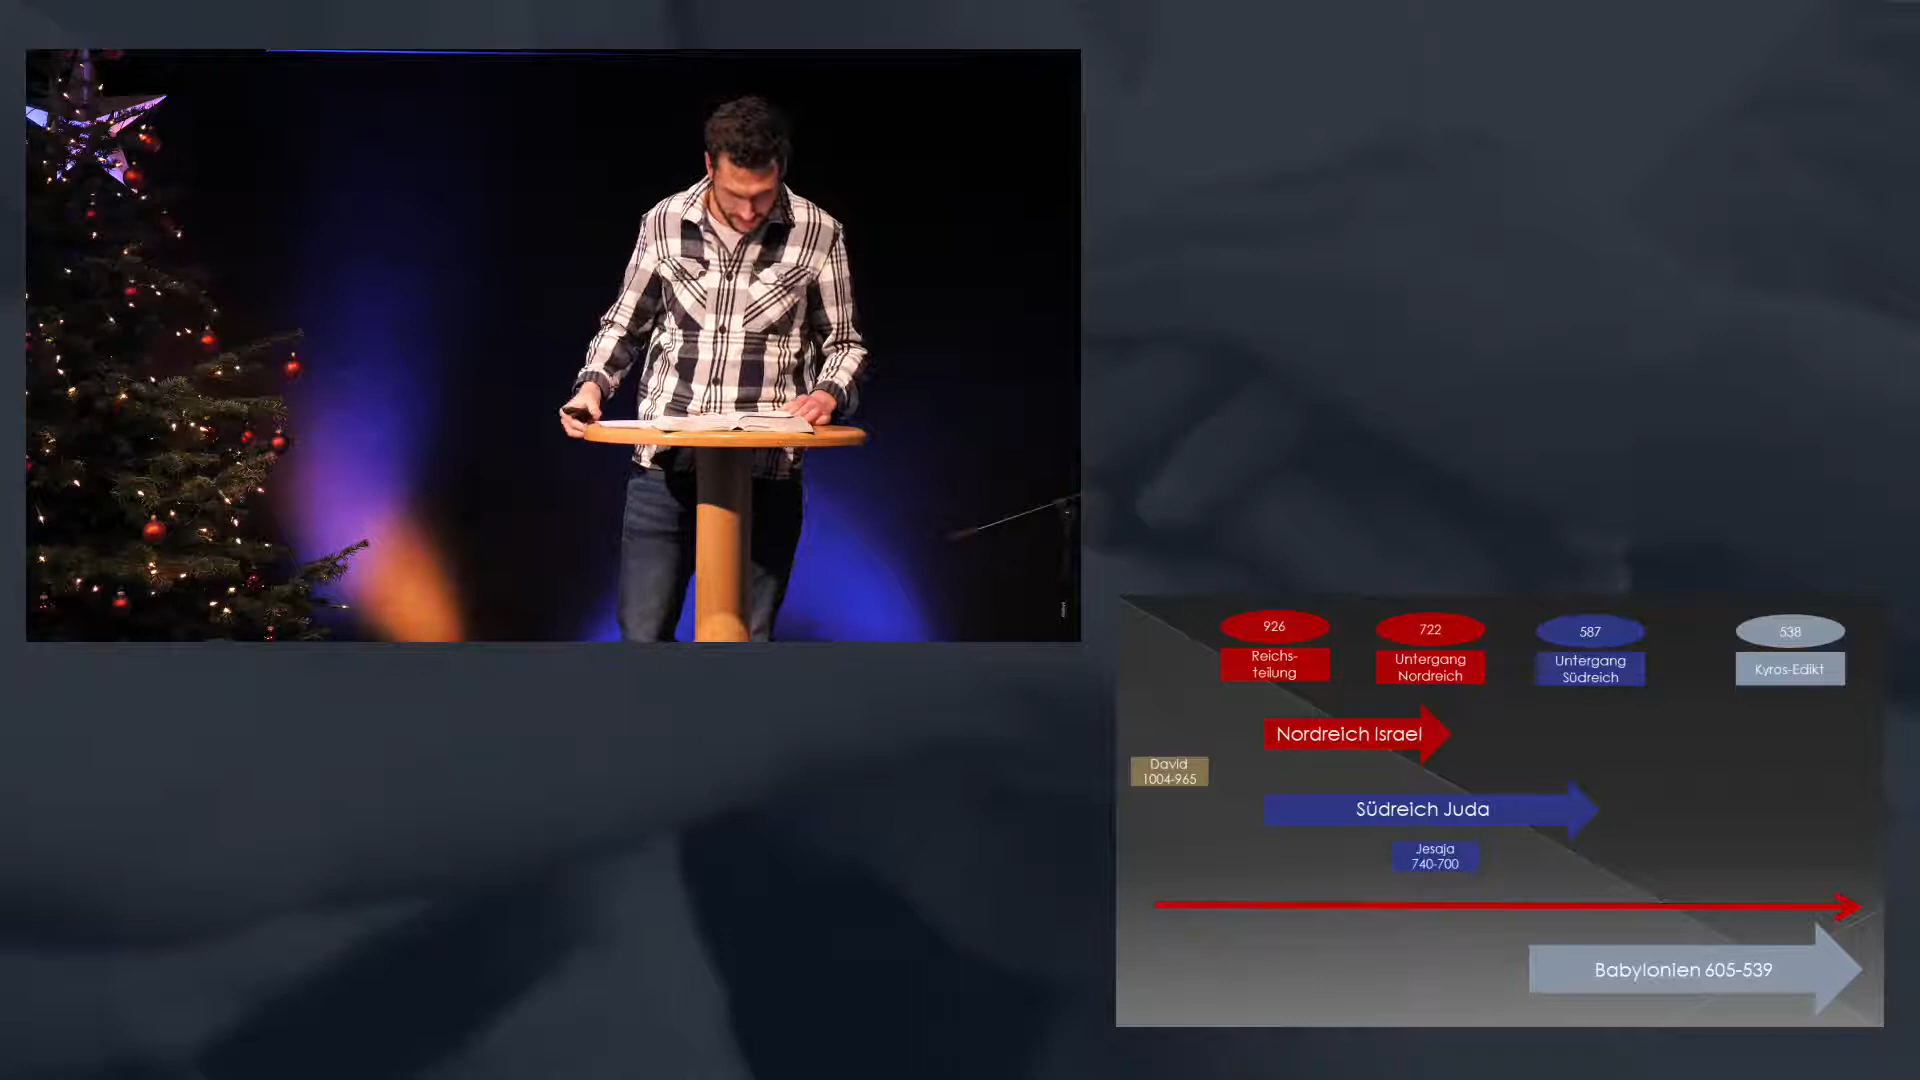 926
722
587
538
Reichs-
teilung
Untergang
Nordreich
Untergang
Südreich
Kyros-Edikt
Nordreich Israel
David
1004-965
Südreich Juda
Jesaja
740-700
Babylonien 605-539